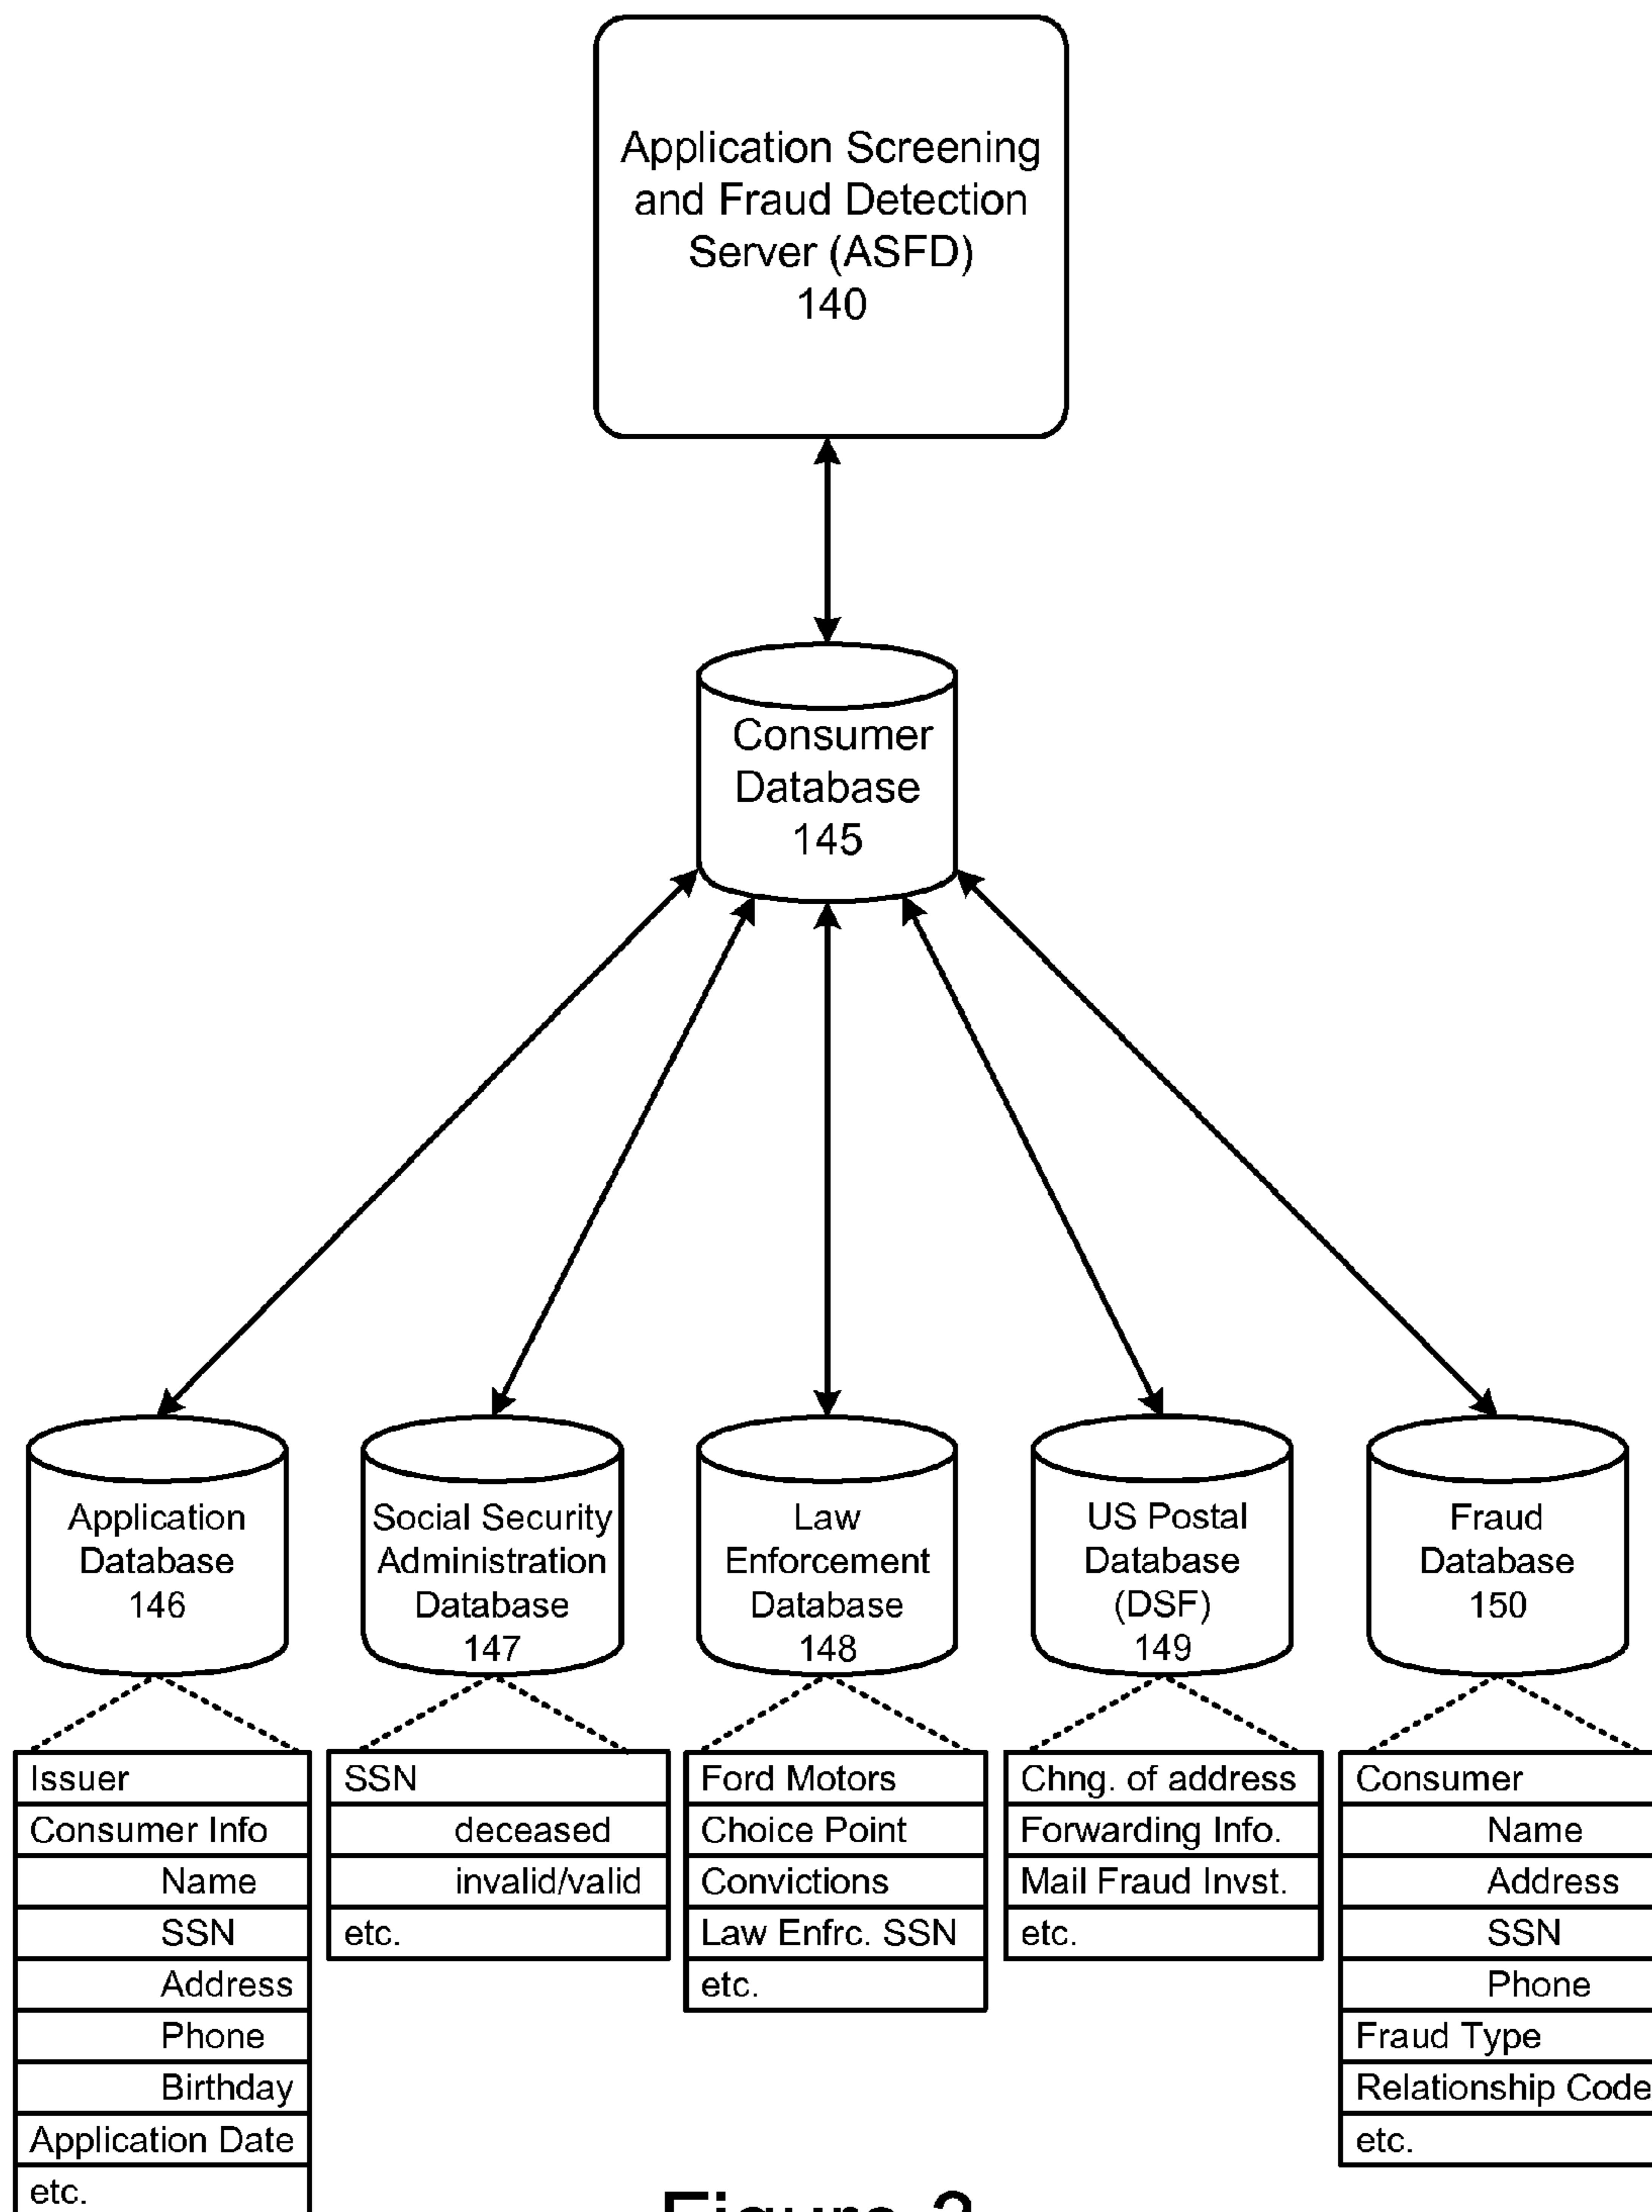 Application Screening
and Fraud Detection
Server (ASFD)
140
Consumer
Database
145
Application
Database
146
Social Security
Administration
Database
147
Law
Enforcement
Database
148
US Postal
Database
(DSF)
149
Fraud
Database
150
Issuer
Consumer Info
Name
SSN
Address
Phone
Birthday
Application Date
etc.
SSN
deceased
invalid/valid
etc.
Ford Motors
Choice Point
Convictions
Law Enfrc. SSN
etc.
Chng. of address
Forwarding Info.
Mail Fraud Invst.
etc.
Consumer
Name
Address
SSN
Phone
Fraud Type
Relationship Code
etc.
Figure